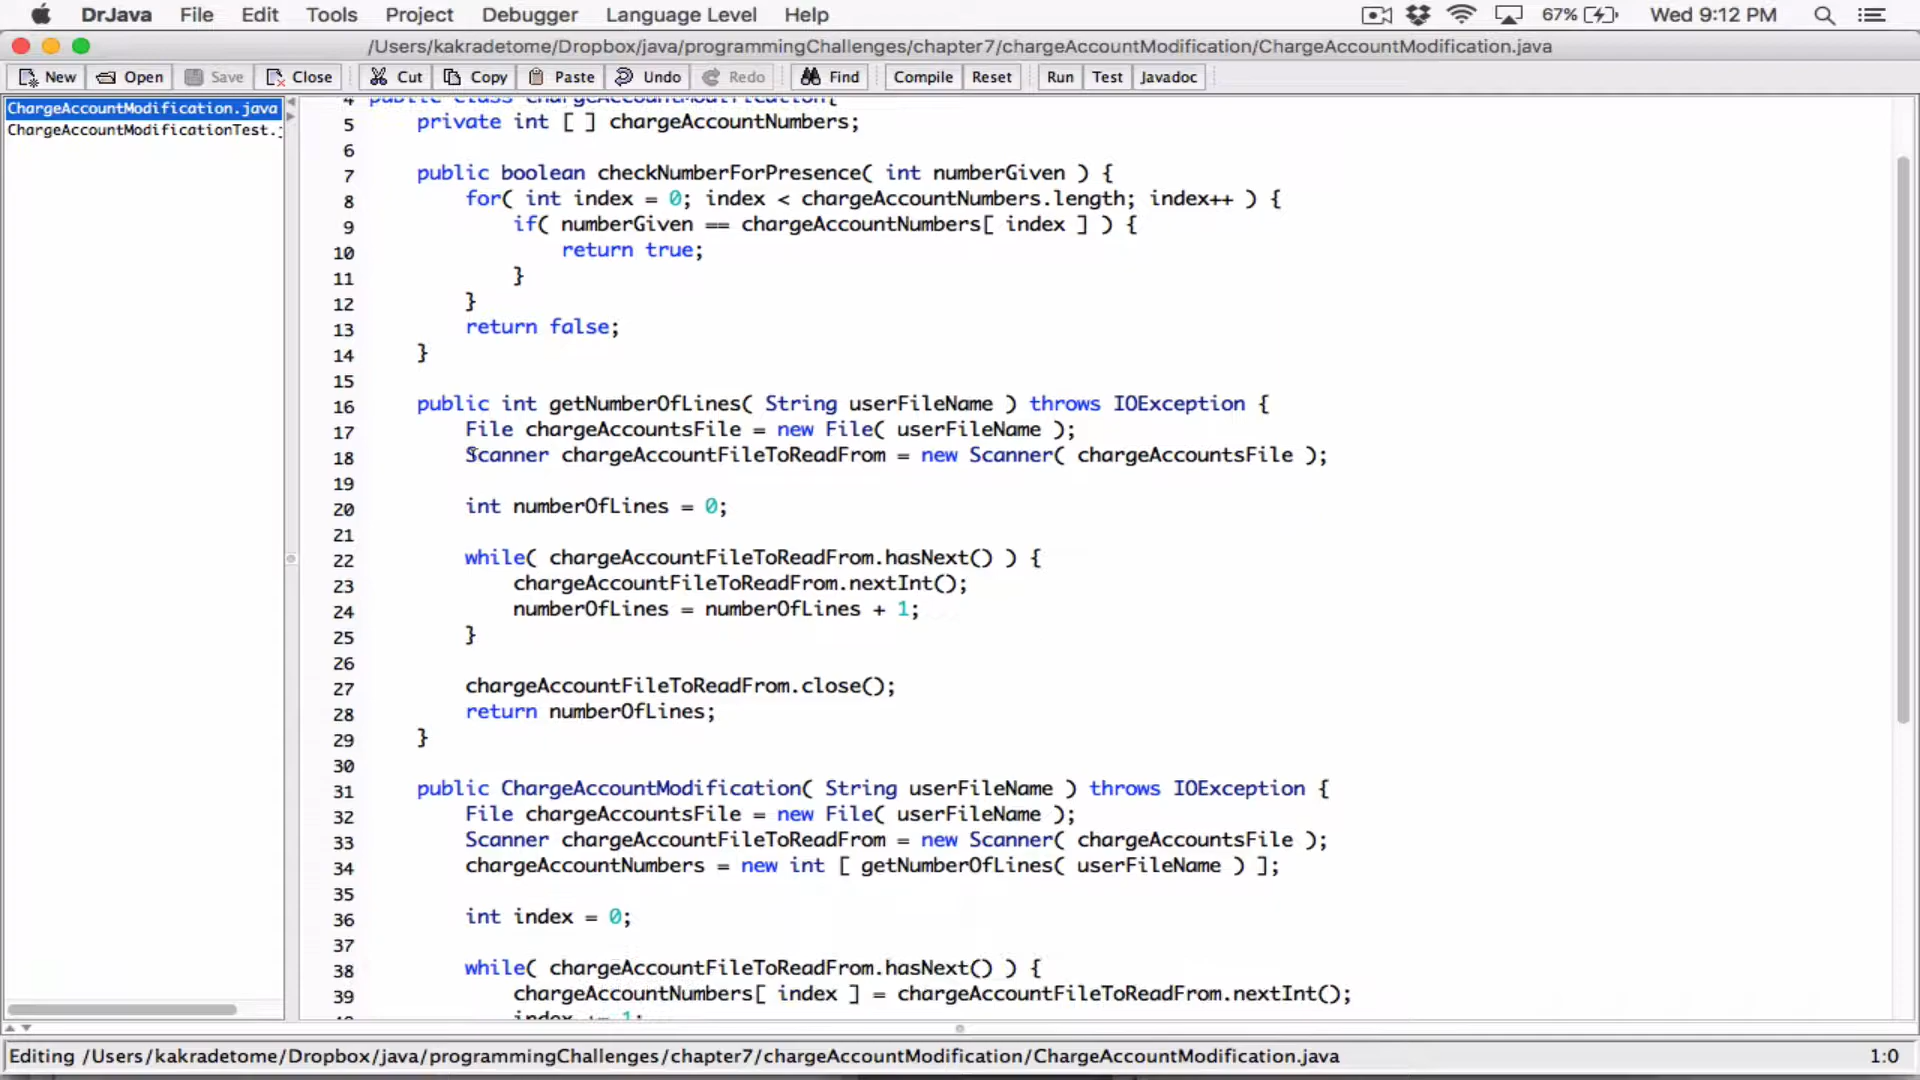 DrJava File Edit Tools Project Debugger Language Level Help 67% Wed 9:12 PM
/Users/kakradetome/Dropbox/java/programmingChallenges/chapter7/chargeAccountModification/ChargeAccountModification.java
New Open Save Close Cut Copy Paste Undo Redo Find Compile Reset Run Test Javadoc
ChargeAccountModification.java
ChargeAccountModificationTest.j
4 public class ChargeAccountModification{
5 private int [ ] chargeAccountNumbers;
6
7 public boolean checkNumberForPresence( int numberGiven ) {
8 for( int index = 0; index < chargeAccountNumbers.length; index++ ) {
9 if( numberGiven == chargeAccountNumbers[ index ] ) {
10 return true;
11 }
12 }
13 return false;
14 }
15
16 public int getNumberOfLines( String userFileName ) throws IOException {
17 File chargeAccountsFile = new File( userFileName );
18 Scanner chargeAccountFileToReadFrom = new Scanner( chargeAccountsFile );
19
20 int numberOfLines = 0;
21
22 while( chargeAccountFileToReadFrom.hasNext() ) {
23 chargeAccountFileToReadFrom.nextInt();
24 numberOfLines = numberOfLines + 1;
25 }
26
27 chargeAccountFileToReadFrom.close();
28 return numberOfLines;
29 }
30
31 public ChargeAccountModification( String userFileName ) throws IOException {
32 File chargeAccountsFile = new File( userFileName );
33 Scanner chargeAccountFileToReadFrom = new Scanner( chargeAccountsFile );
34 chargeAccountNumbers = new int [ getNumberOfLines( userFileName ) ];
35
36 int index = 0;
37
38 while( chargeAccountFileToReadFrom.hasNext() ) {
39 chargeAccountNumbers[ index ] = chargeAccountFileToReadFrom.nextInt();
Editing /Users/kakradetome/Dropbox/java/programmingChallenges/chapter7/chargeAccountModification/ChargeAccountModification.java 1:0